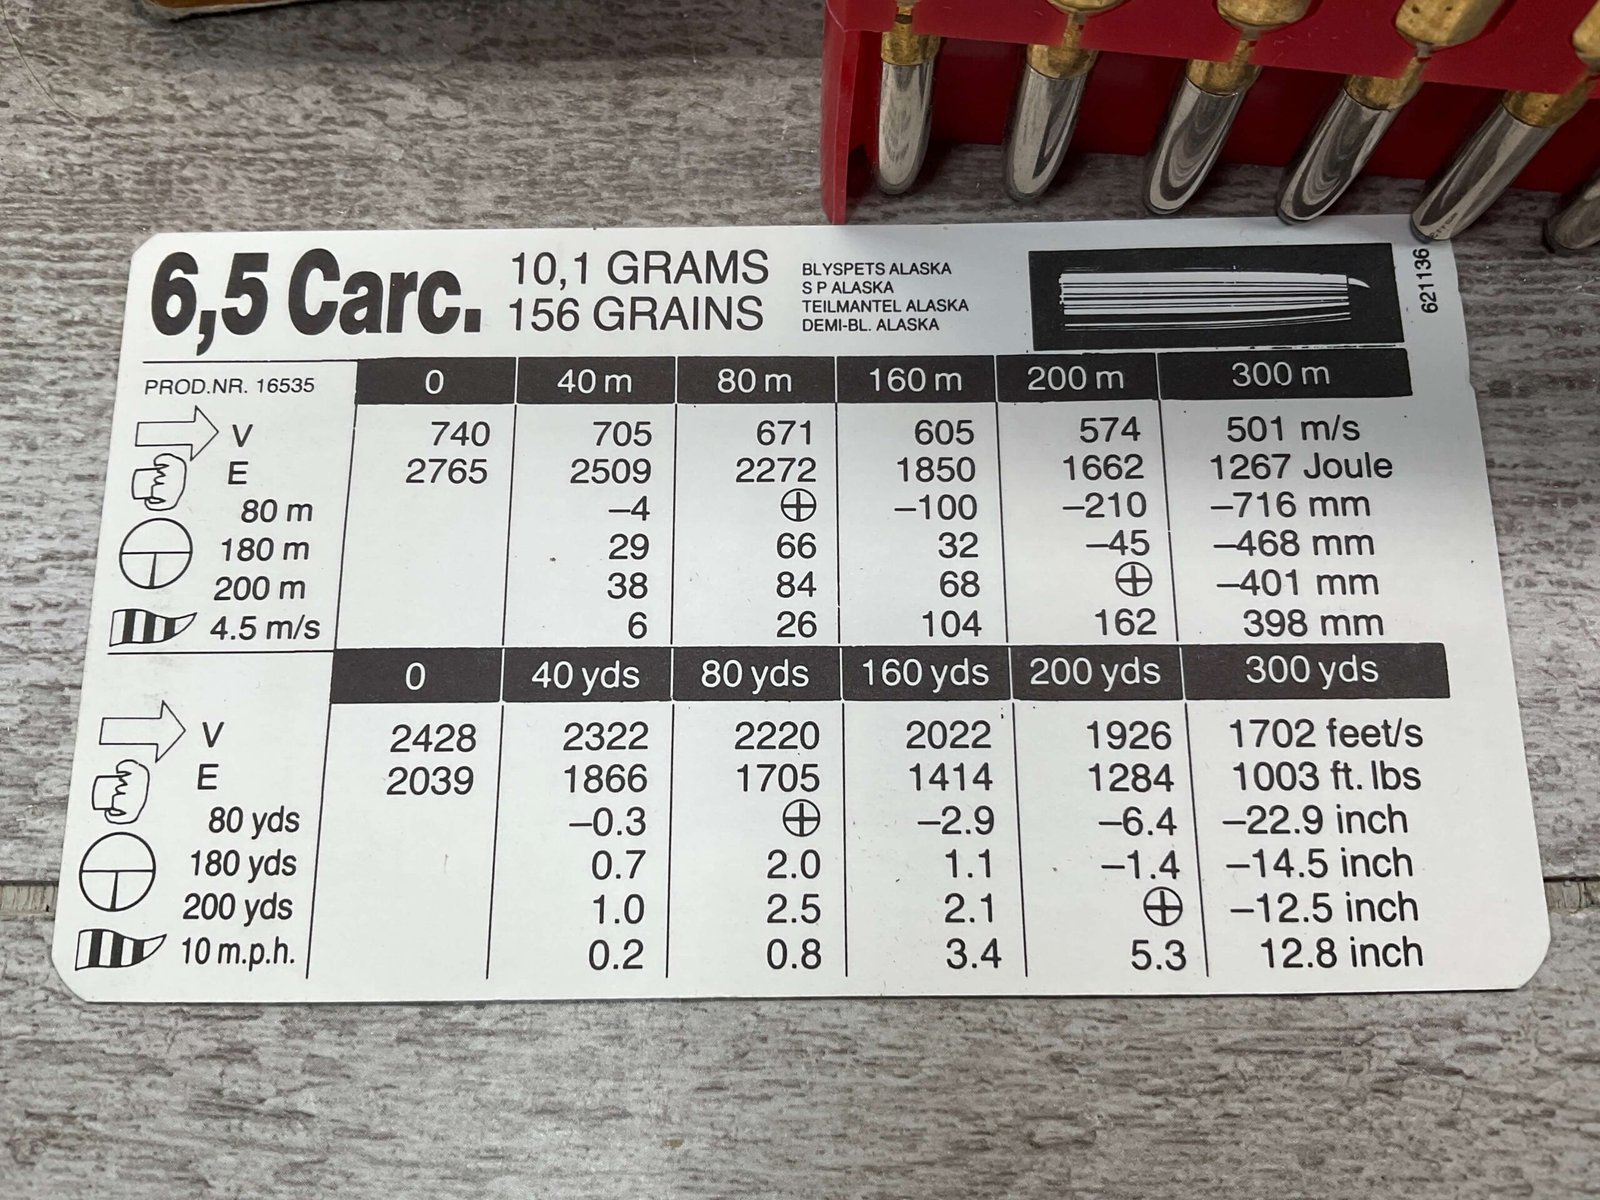 6,5 Carc.
10,1 GRAMS
156 GRAINS
BLYSPETS ALASKA
S P ALASKA
TEILMANTEL ALASKA
DEMI-BL. ALASKA
621136
PROD.NR. 16535 0 40 m 80 m 160 m 200 m 300 m
V 740 705 671 605 574 501 m/s
E 2765 2509 2272 1850 1662 1267 Joule
80 m –4 ⊕ –100 –210 –716 mm
180 m 29 66 32 –45 –468 mm
200 m 38 84 68 ⊕ –401 mm
4.5 m/s 6 26 104 162 398 mm
0 40 yds 80 yds 160 yds 200 yds 300 yds
V 2428 2322 2220 2022 1926 1702 feet/s
E 2039 1866 1705 1414 1284 1003 ft. lbs
80 yds –0.3 ⊕ –2.9 –6.4 –22.9 inch
180 yds 0.7 2.0 1.1 –1.4 –14.5 inch
200 yds 1.0 2.5 2.1 ⊕ –12.5 inch
10 m.p.h. 0.2 0.8 3.4 5.3 12.8 inch